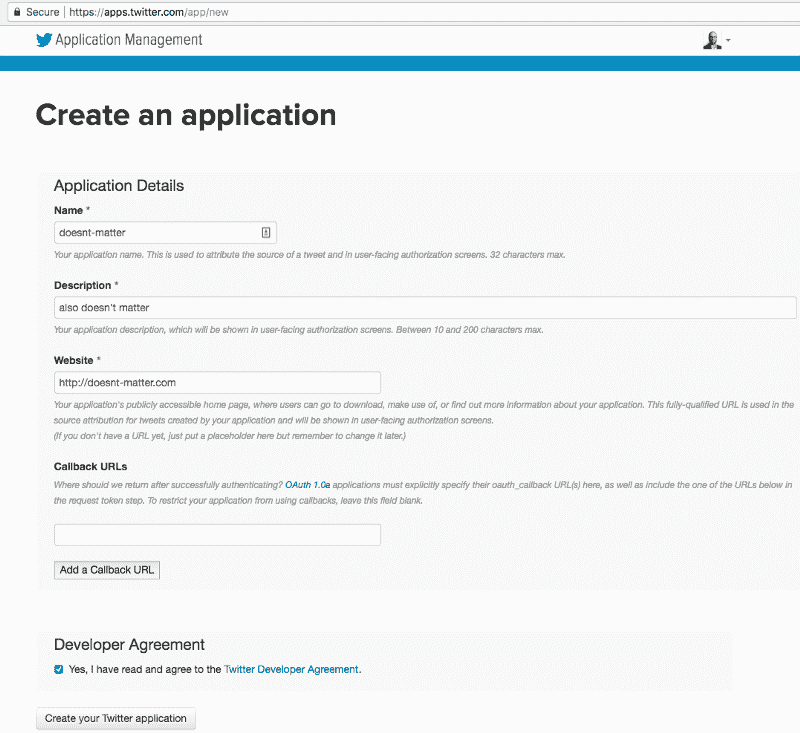 Secure | https://apps.twitter.com/app/new
Application Management
Create an application
Application Details
Name *
doesnt-matter
Your application name. This is used to attribute the source of a tweet and in user-facing authorization screens. 32 characters max.
Description *
also doesn't matter
Your application description, which will be shown in user-facing authorization screens. Between 10 and 200 characters max.
Website *
http://doesnt-matter.com
Your application's publicly accessible home page, where users can go to download, make use of, or find out more information about your application. This fully-qualified URL is used in the
source attribution for tweets created by your application and will be shown in user-facing authorization screens.
(If you don't have a URL yet, just put a placeholder here but remember to change it later.)
Callback URLs
Where should we return after successfully authenticating? OAuth 1.0a applications must explicitly specify their oauth_callback URL(s) here, as well as include the one of the URLs below in
the request token step. To restrict your application from using callbacks, leave this field blank.
Add a Callback URL
Developer Agreement
Yes, I have read and agree to the Twitter Developer Agreement.
Create your Twitter application